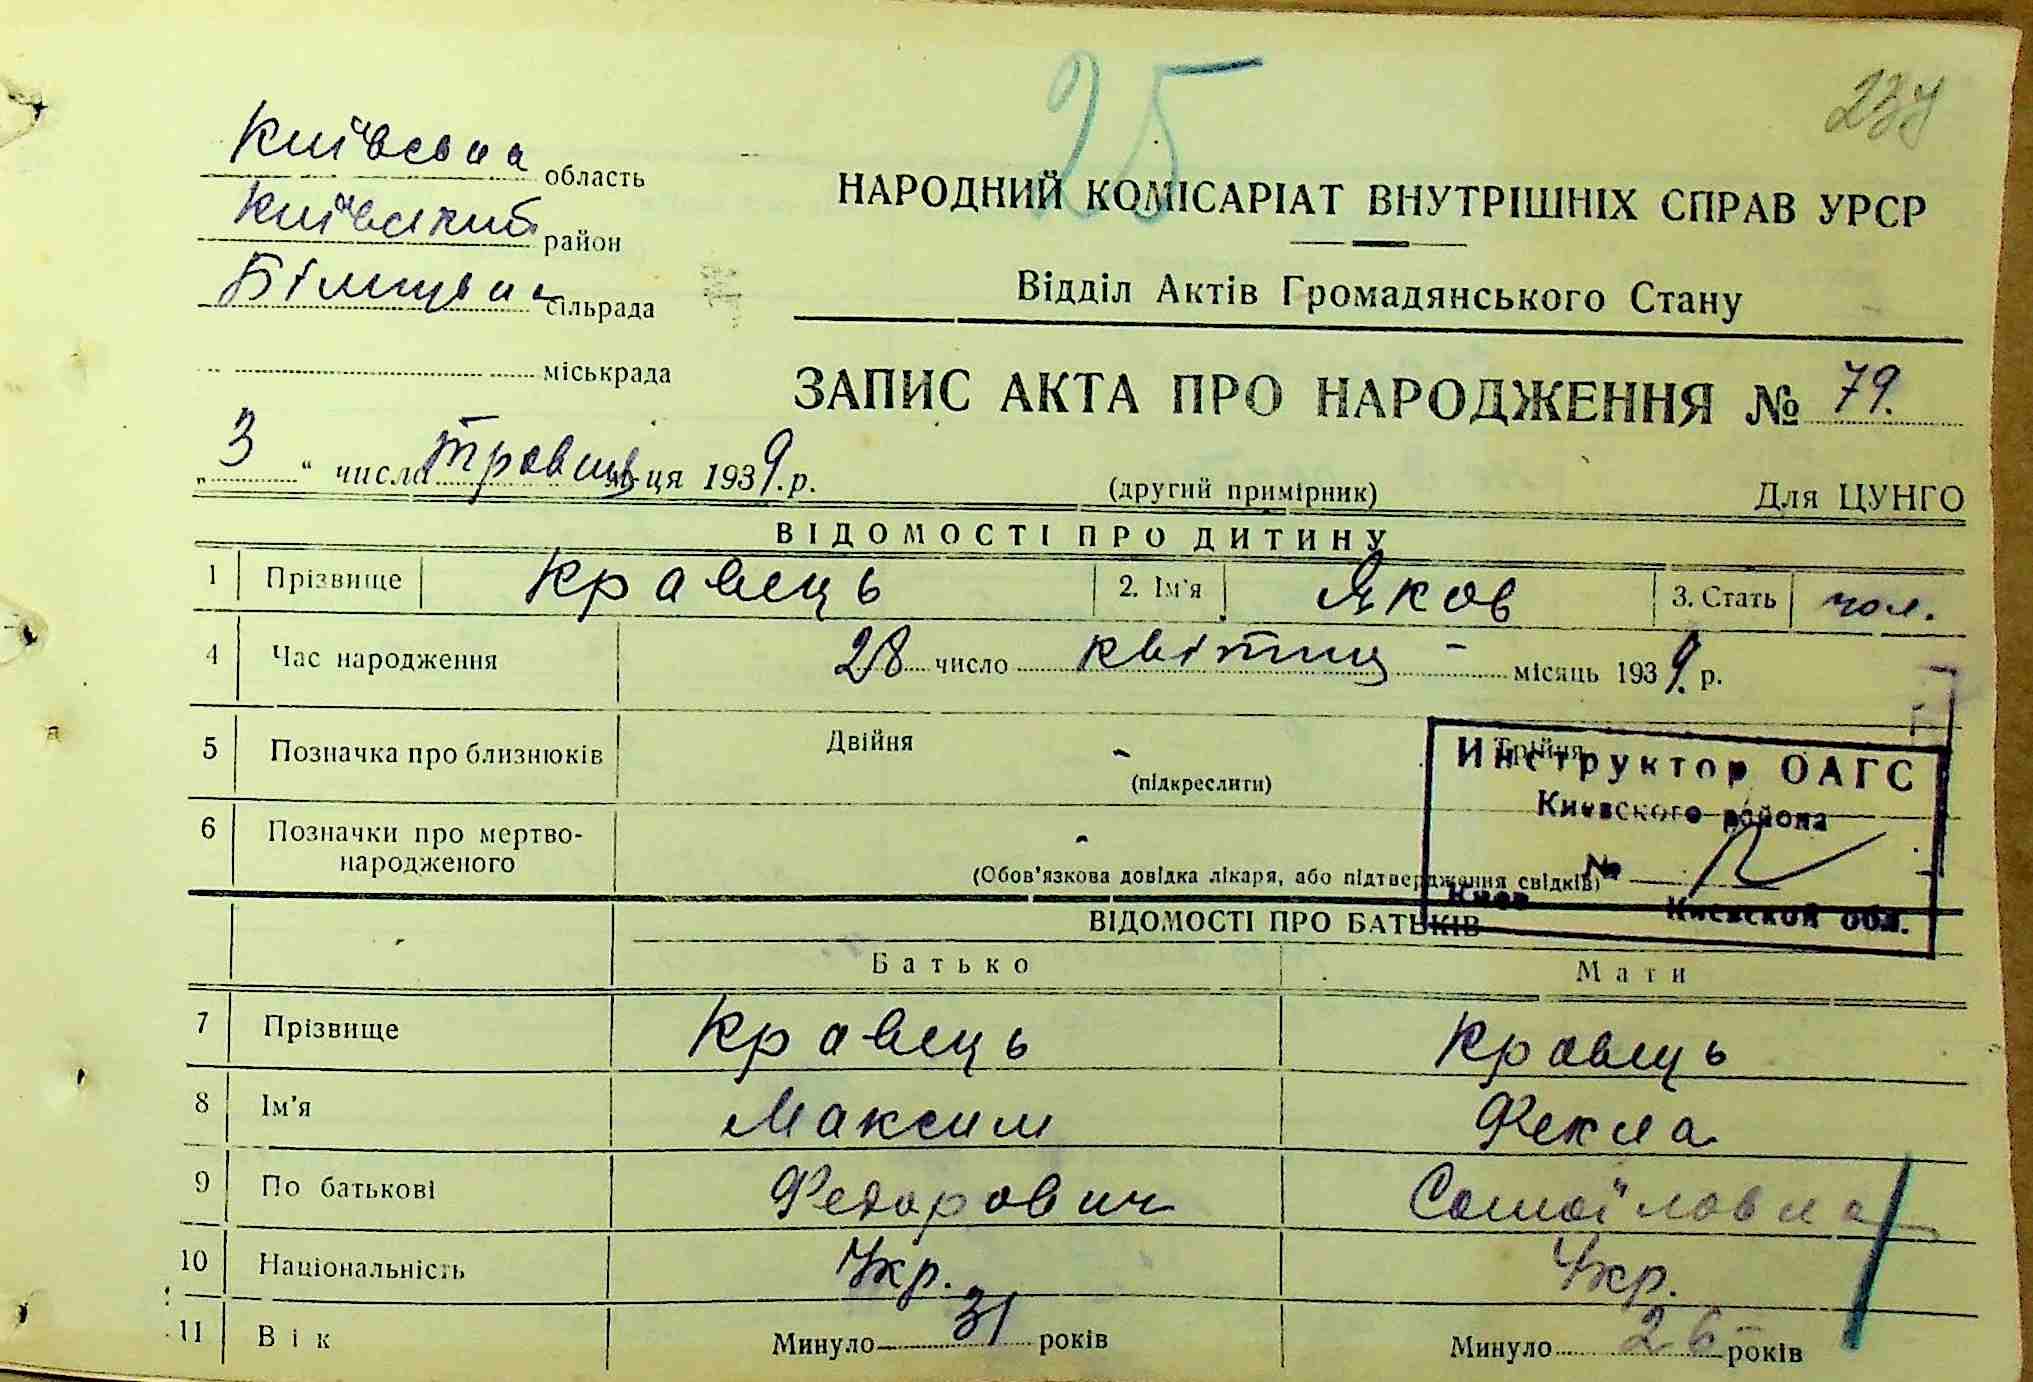 25
237
Київська область
Київський район
сільрада
міськрада
НАРОДНИЙ КОМІСАРІАТ ВНУТРІШНІХ СПРАВ УРСР
Відділ Актів Громадянського Стану
ЗАПИС АКТА ПРО НАРОДЖЕННЯ № 79.
„3“ числа травня м-ця 1939.р.
(другий примірник)
Для ЦУНГО
ВІДОМОСТІ ПРО ДИТИНУ
1 Прізвище Кравець 2. Ім'я Яков 3. Стать чол.
4 Час народження 28 число квітня - місяць 1939.р.
5 Позначка про близнюків Двійня - Трійня
(підкреслити)
6 Позначки про мертво-
народженого -
(Обов'язкова довідка лікаря, або підтвердження свідків)
Инструктор ОАГС
Киевского района
№
Киев Киевской обл.
ВІДОМОСТІ ПРО БАТЬКІВ
Батько Мати
7 Прізвище Кравець Кравець
8 Ім'я Максим Фекла
9 По батькові Федорович Самоїловна
10 Національність Укр. Укр.
11 Вік Минуло 31 років Минуло 26 років